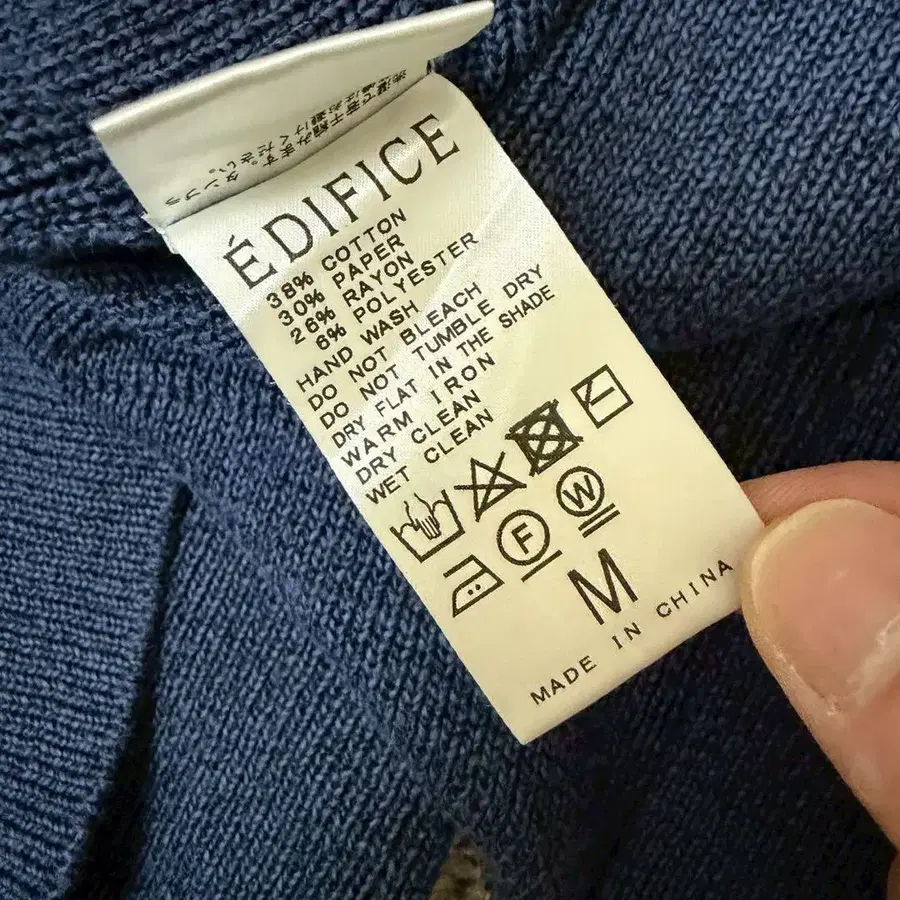 ÉDIFICE
38% COTTON
30% PAPER
26% RAYON
6% POLYESTER
HAND WASH
DO NOT BLEACH
DO NOT TUMBLE DRY
DRY FLAT IN THE SHADE
WARM IRON
DRY CLEAN
WET CLEAN
F
W
M
MADE IN CHINA